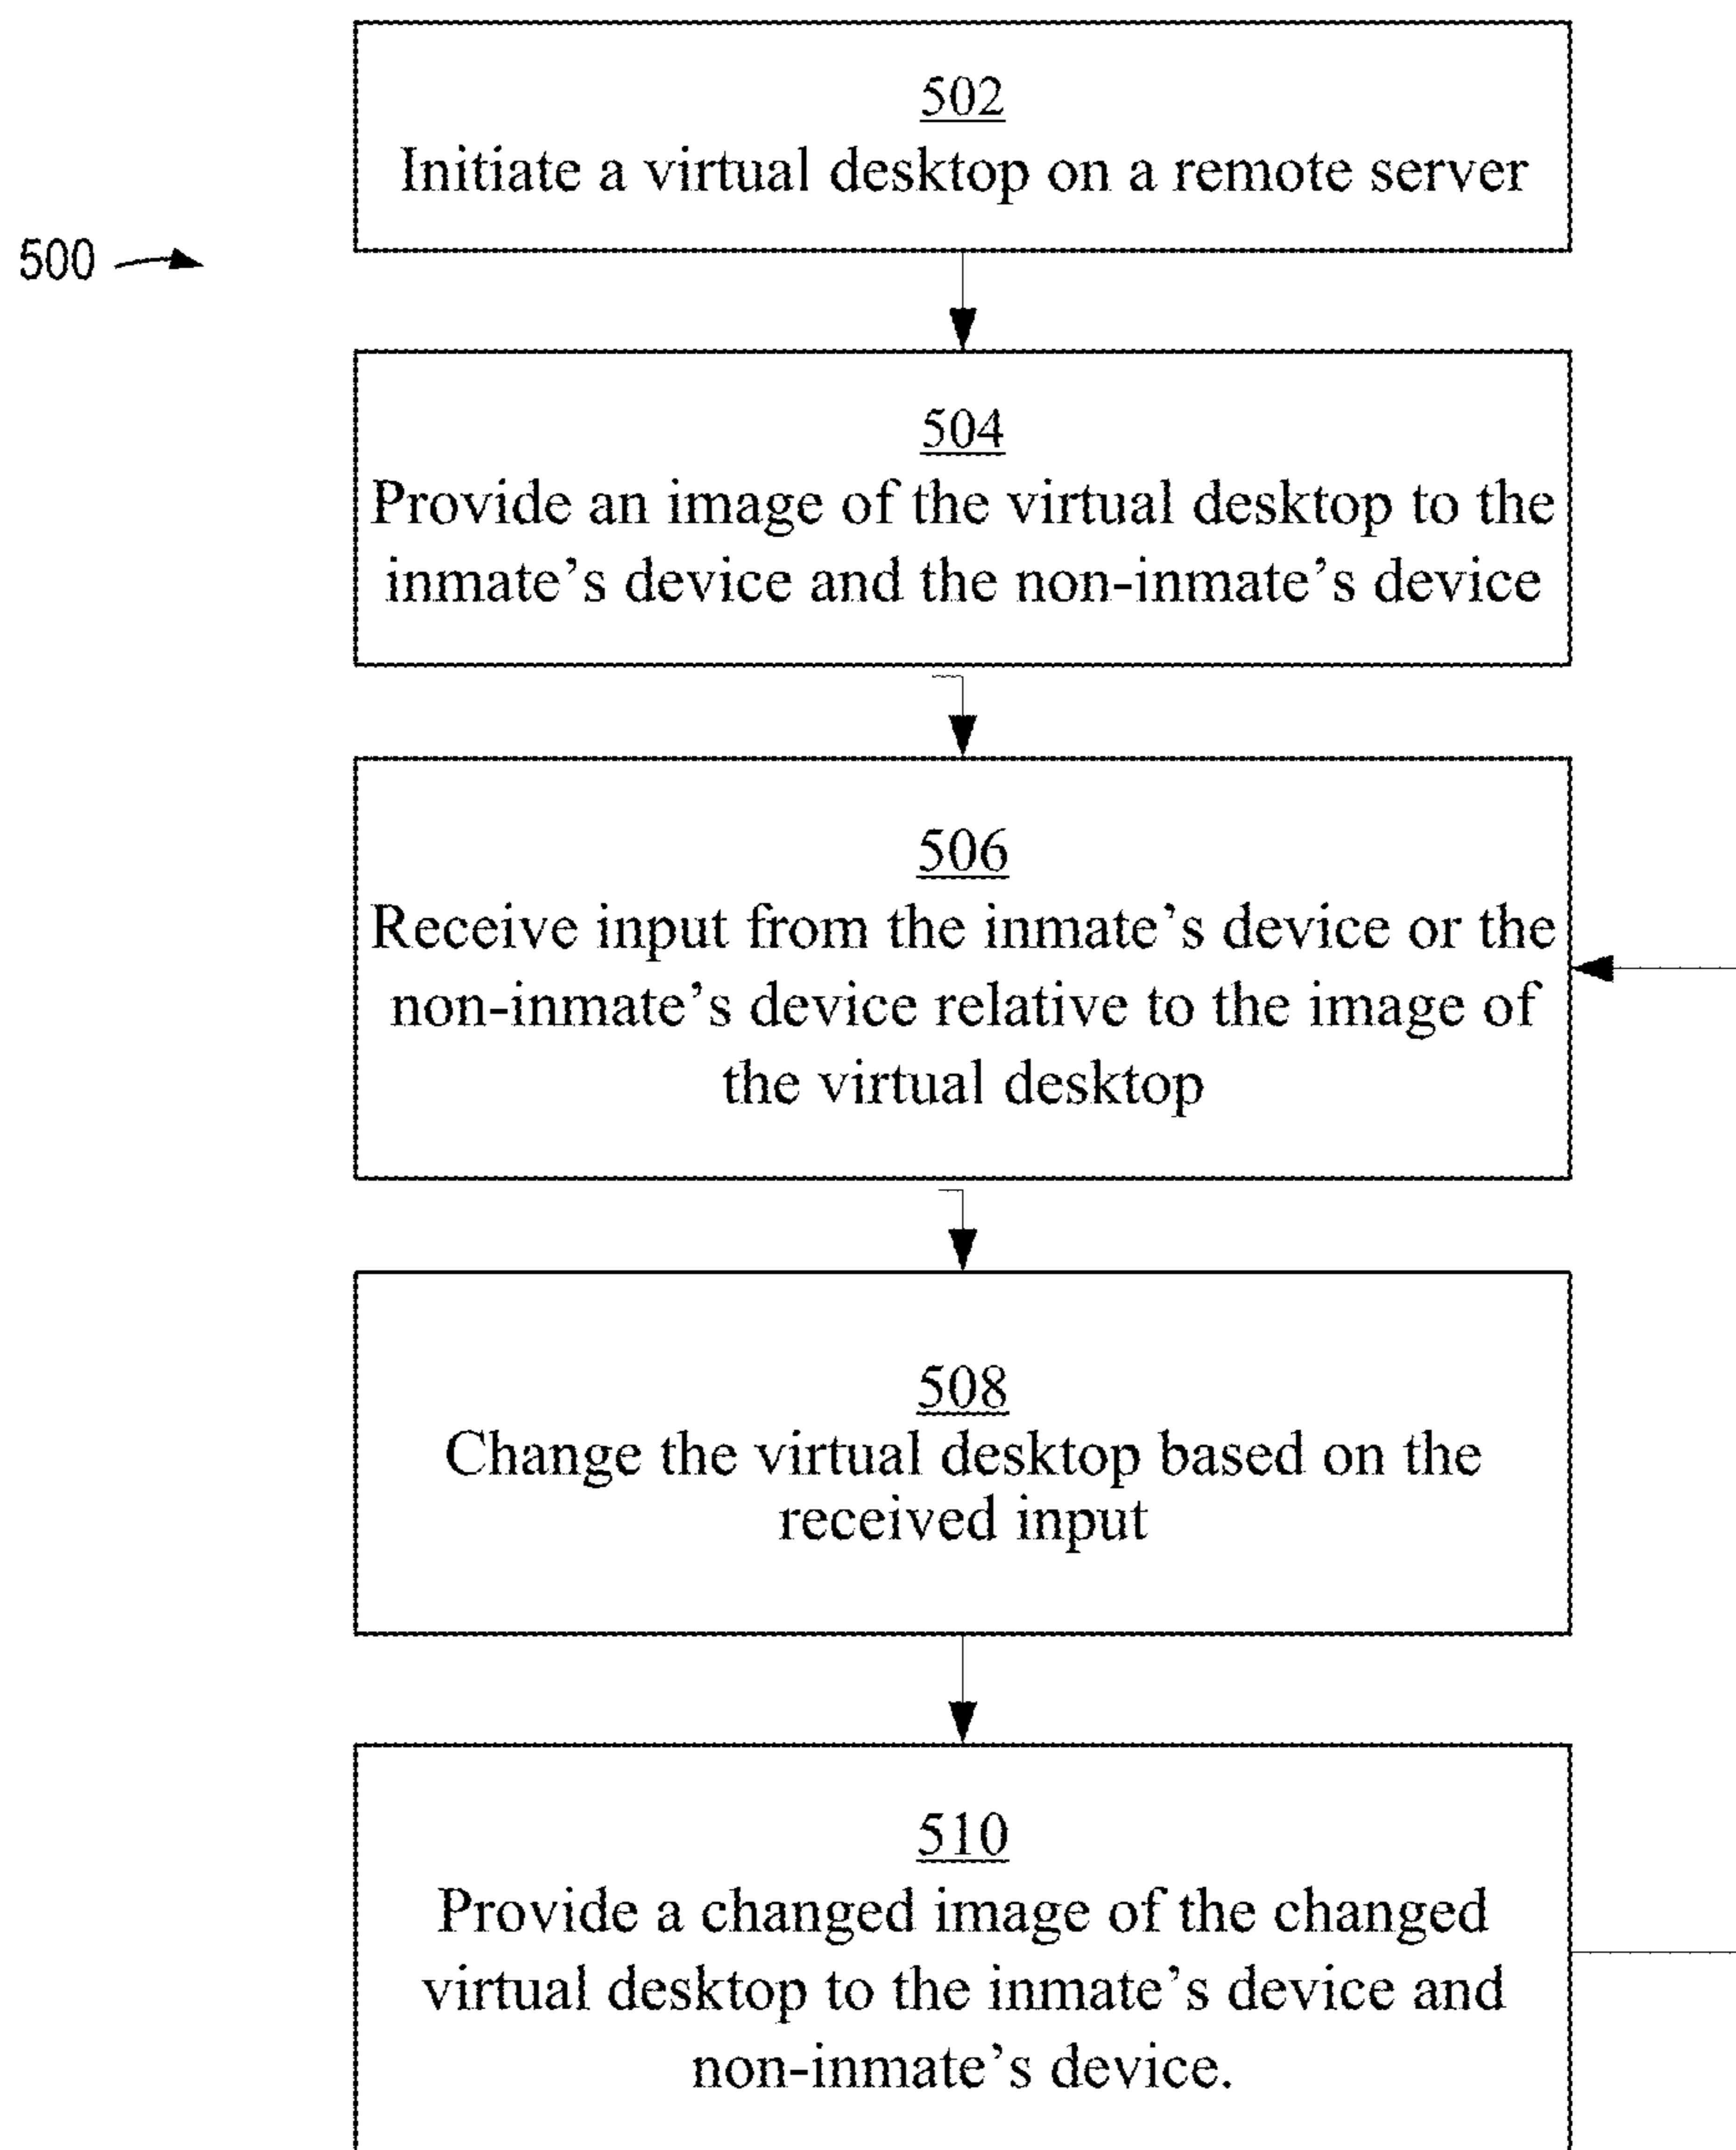 502
Initiate a virtual desktop on a remote server
500
504
Provide an image of the virtual desktop to the
inmate’s device and the non-inmate’s device
506
Receive input from the inmate’s device or the
non-inmate’s device relative to the image of
the virtual desktop
508
Change the virtual desktop based on the
received input
510
Provide a changed image of the changed
virtual desktop to the inmate’s device and
non-inmate’s device.